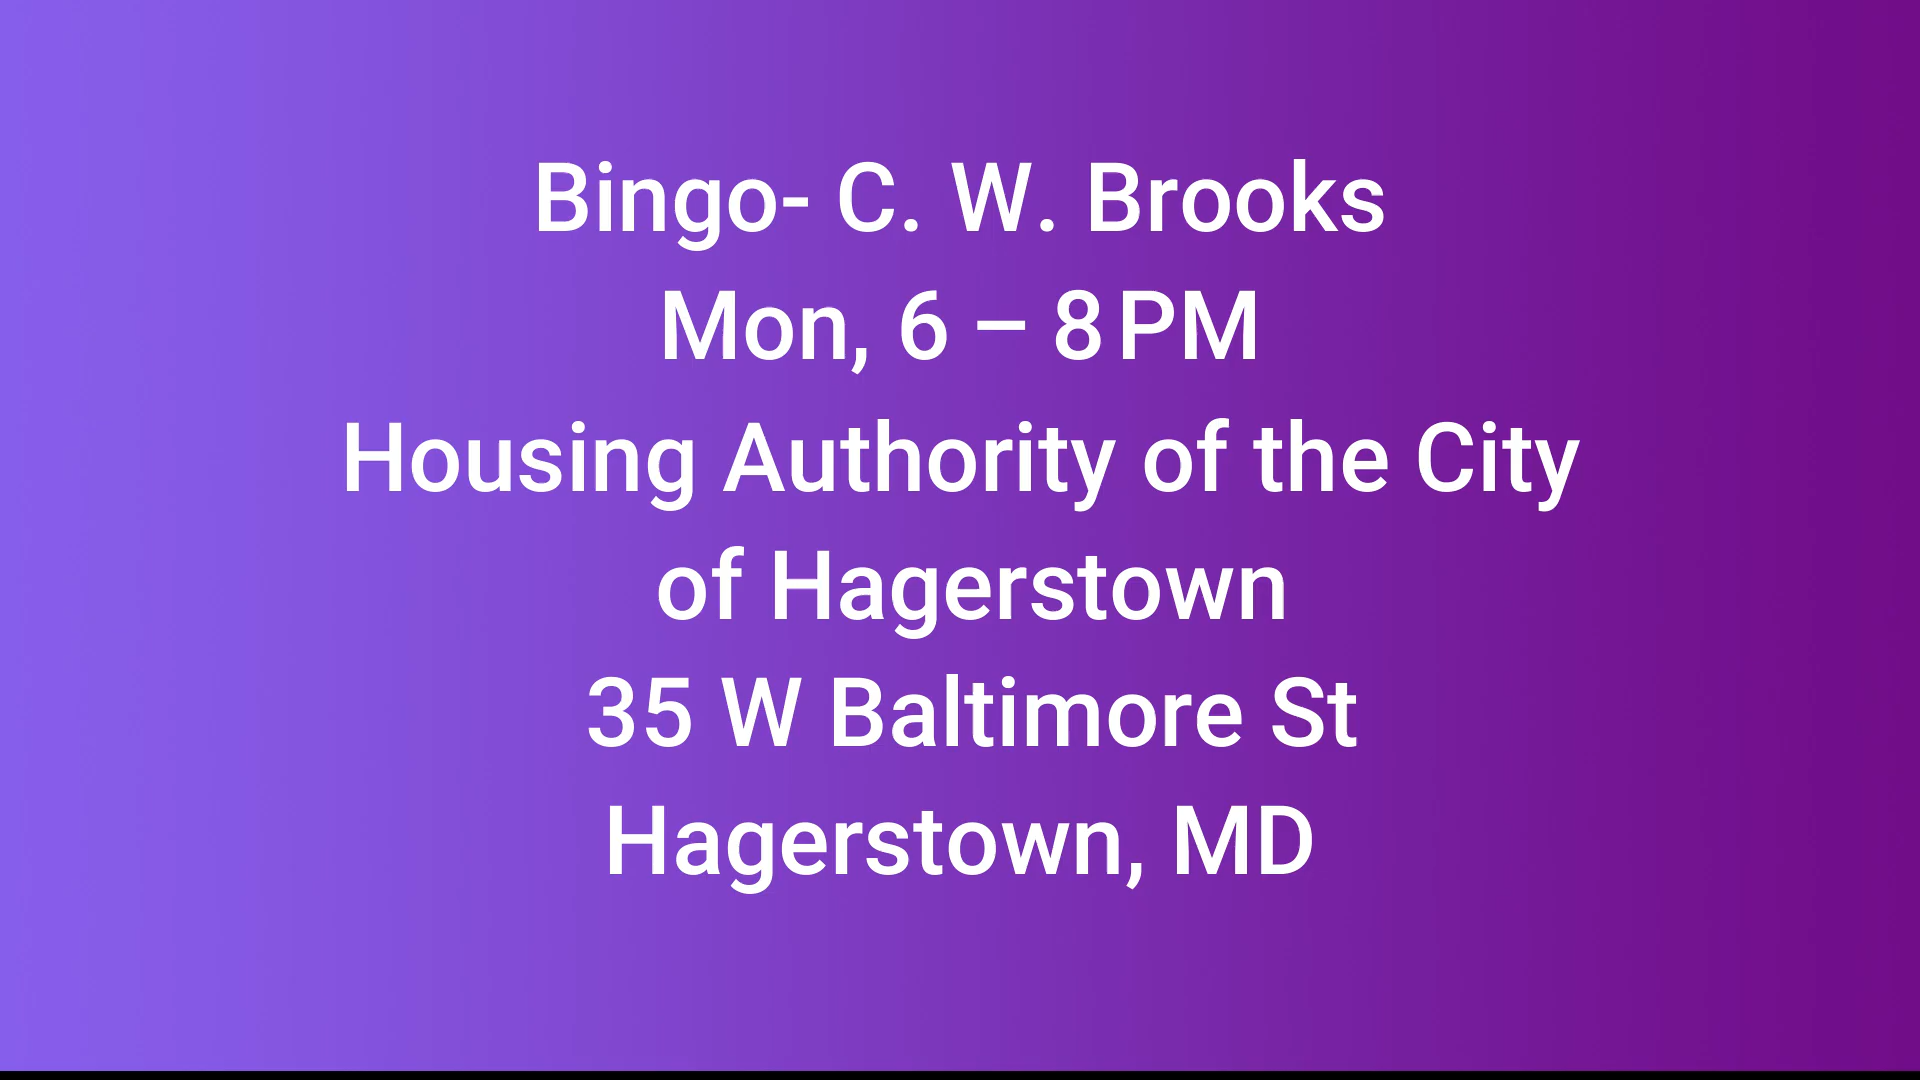 Bingo- C. W. Brooks
Mon, 6 – 8 PM
Housing Authority of the City
of Hagerstown
35 W Baltimore St
Hagerstown, MD